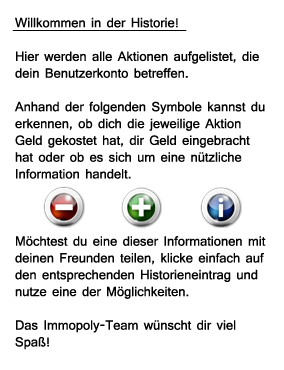 Willkommen in der Historie!
Hier werden alle Aktionen aufgelistet, die
dein Benutzerkonto betreffen.
Anhand der folgenden Symbole kannst du
erkennen, ob dich die jeweilige Aktion
Geld gekostet hat, dir Geld eingebracht
hat oder ob es sich um eine nützliche
Information handelt.
Möchtest du eine dieser Informationen mit
deinen Freunden teilen, klicke einfach auf
den entsprechenden Historieneintrag und
nutze eine der Möglichkeiten.
Das Immopoly-Team wünscht dir viel
Spaß!